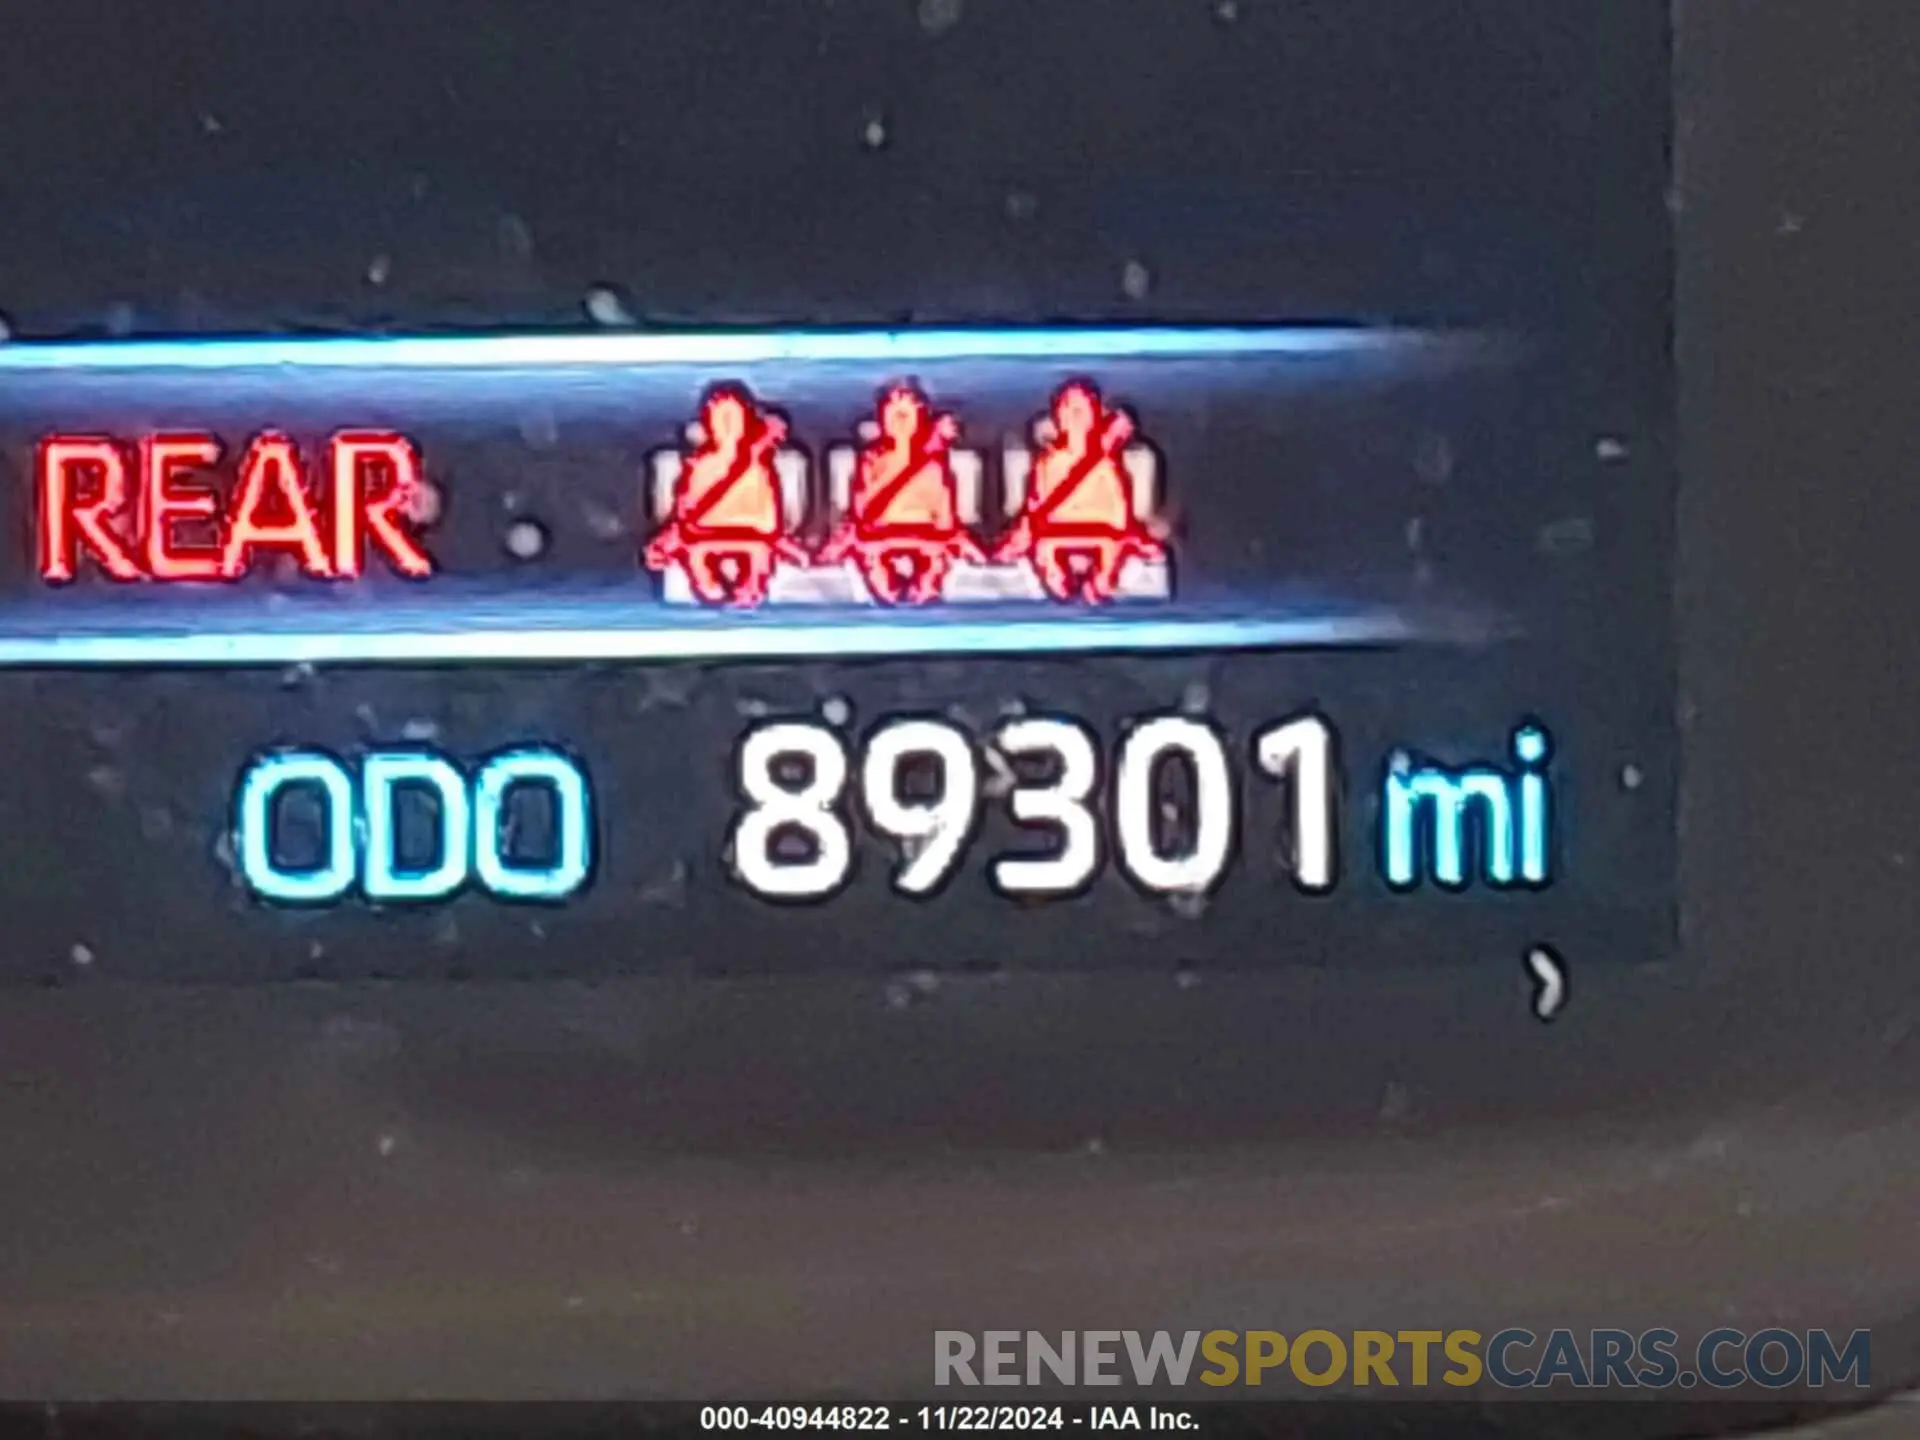 REAR
ODO 89301 mi
RENEWSPORTSCARS.COM
000-40944822 - 11/22/2024 - IAA Inc.